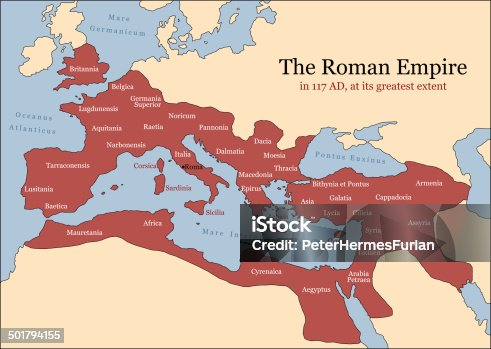 Mare
Germanicum
The Roman Empire
in 117 AD, at its greatest extent
Britannia
Belgica
Germania
Superior
Lugdunensis
Noricum
Oceanus
Atlanticus
Aquitania
Raetia
Pannonia
Narbonensis
Dacia
Italia
Dalmatia
Moesia
Pontus Euxinus
Tarraconensis
Corsica
Roma
Thracia
Macedonia
Armenia
Lusitania
Sardinia
Epirus
Bithynia et Pontus
Galatia
Cappadocia
Baetica
Asia
Sicilia
Lycia
Cilicia
Assyria
Syria
Mauretania
Africa
Mare
iStock
Credit: PeterHermesFurlan
Cyrenaica
Arabia
Petraea
Aegyptus
501794155